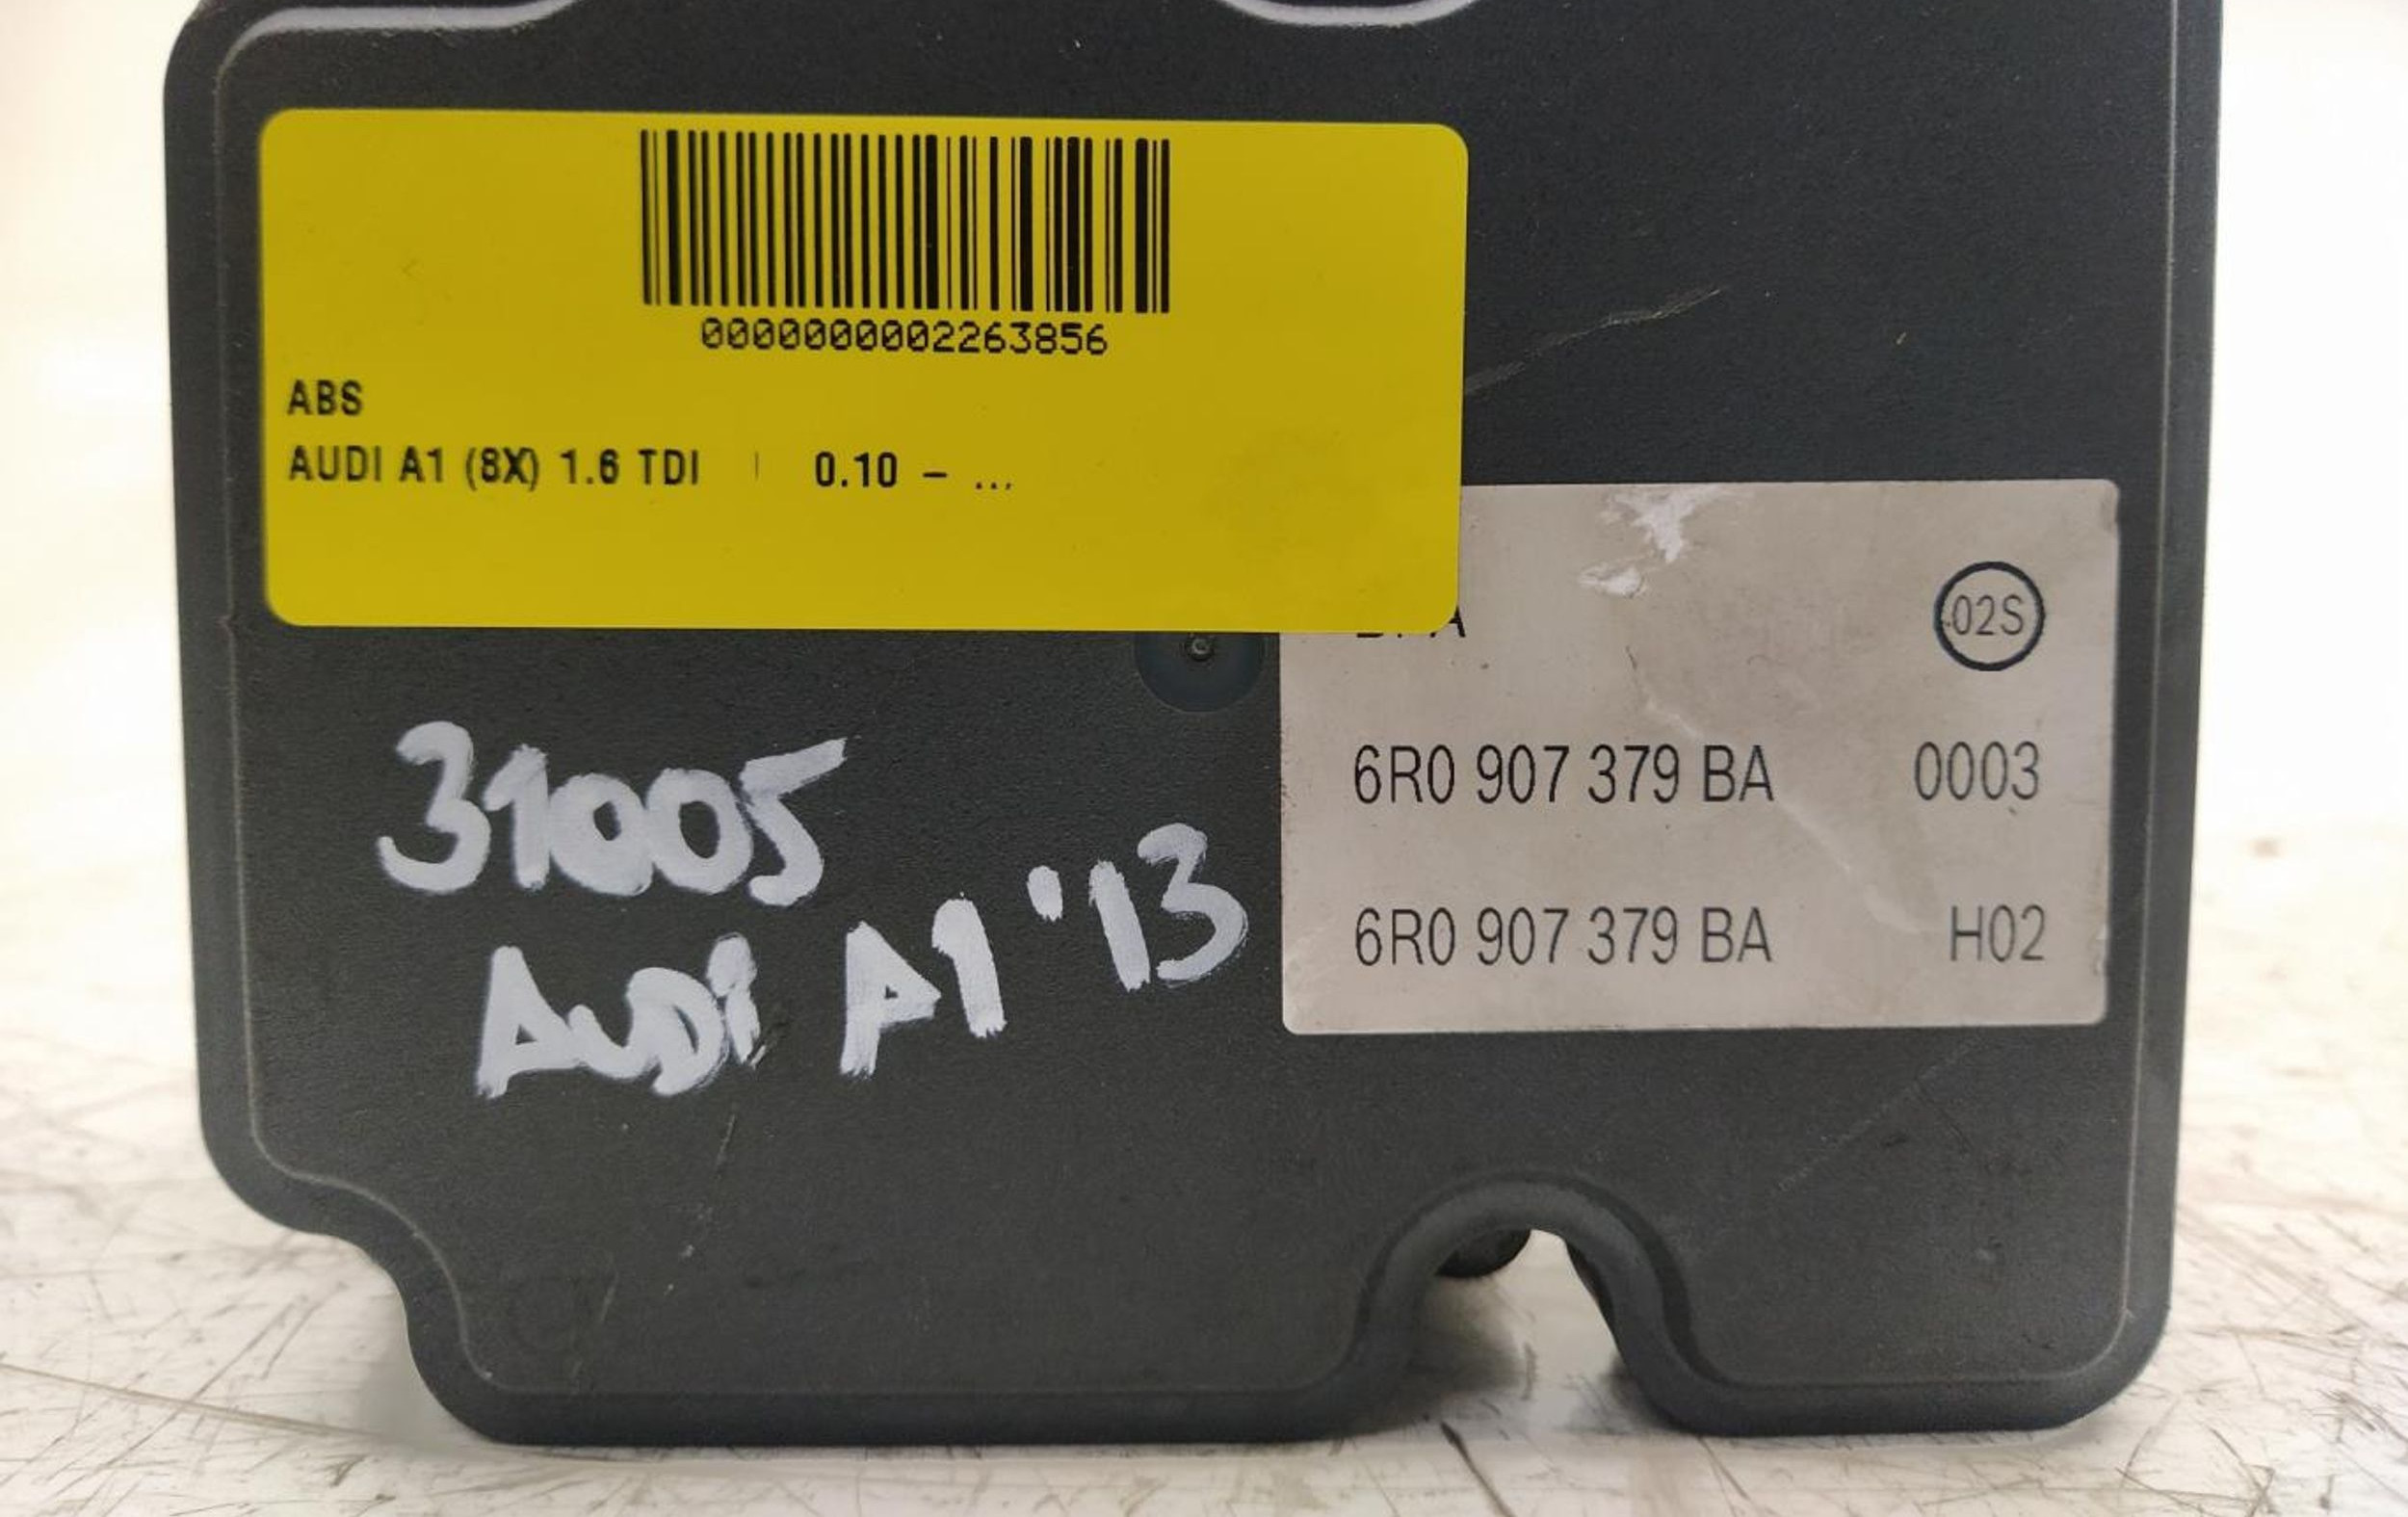 0000000002263856
ABS
AUDI A1 (8X) 1.6 TDI 0.10 - ...
02S
6R0 907 379 BA 0003
6R0 907 379 BA H02
31005
AUDi A1 '13